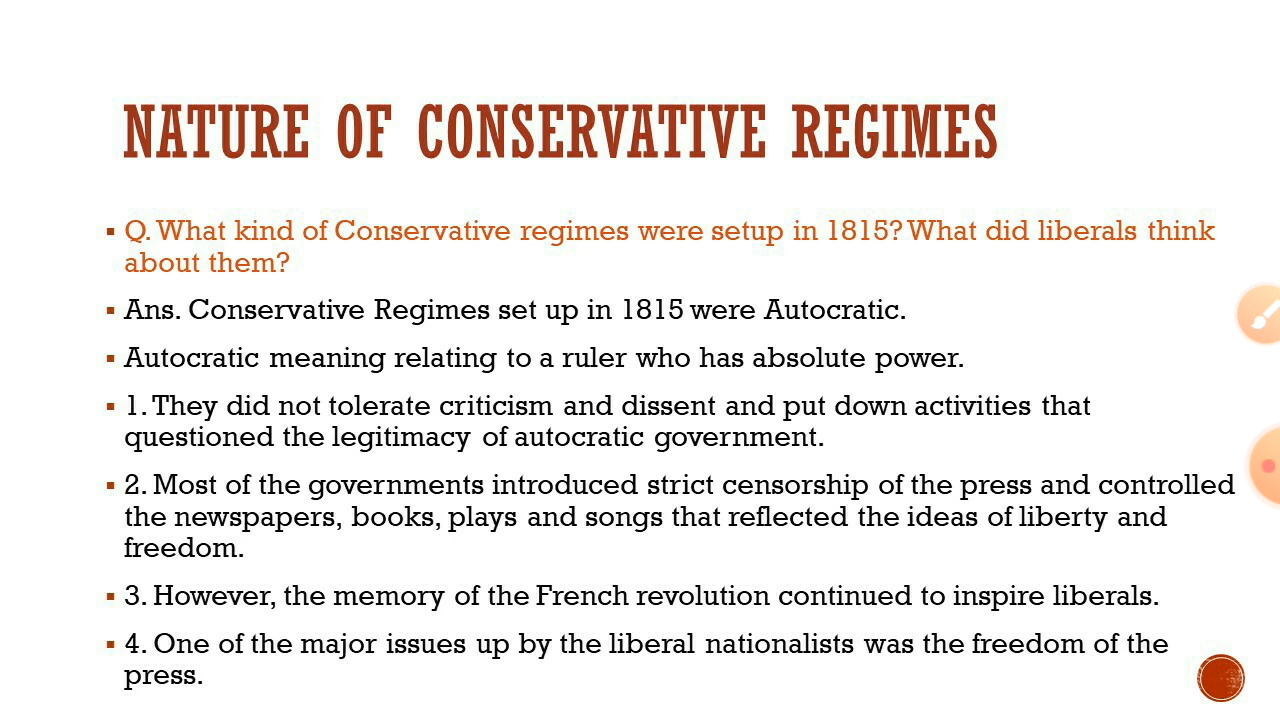 NATURE OF CONSERVATIVE REGIMES
▪ Q. What kind of Conservative regimes were setup in 1815? What did liberals think
about them?
▪ Ans. Conservative Regimes set up in 1815 were Autocratic.
▪ Autocratic meaning relating to a ruler who has absolute power.
▪ 1. They did not tolerate criticism and dissent and put down activities that
questioned the legitimacy of autocratic government.
▪ 2. Most of the governments introduced strict censorship of the press and controlled
the newspapers, books, plays and songs that reflected the ideas of liberty and
freedom.
▪ 3. However, the memory of the French revolution continued to inspire liberals.
▪ 4. One of the major issues up by the liberal nationalists was the freedom of the
press.